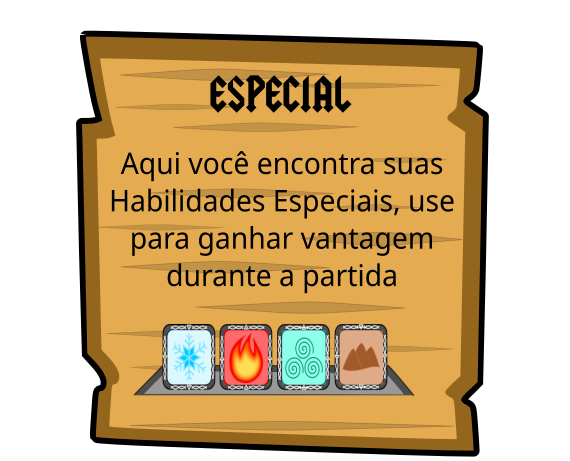 ESPECIAL
Aqui você encontra suas
Habilidades Especiais, use
para ganhar vantagem
durante a partida